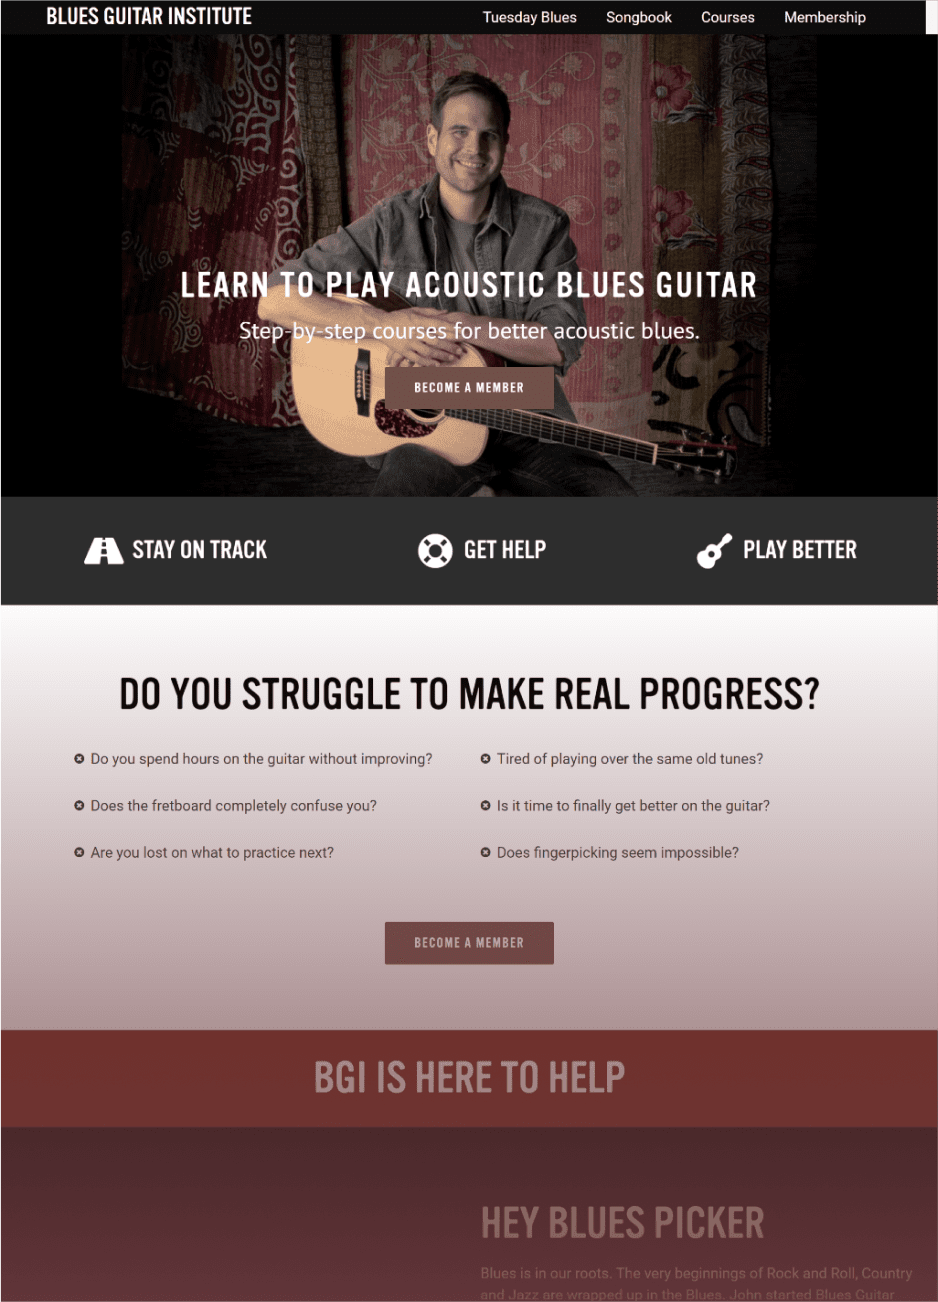 BLUES GUITAR INSTITUTE
Tuesday Blues Songbook Courses Membership
LEARN TO PLAY ACOUSTIC BLUES GUITAR
Step-by-step courses for better acoustic blues.
BECOME A MEMBER
STAY ON TRACK
GET HELP
PLAY BETTER
DO YOU STRUGGLE TO MAKE REAL PROGRESS?
Do you spend hours on the guitar without improving?
Does the fretboard completely confuse you?
Are you lost on what to practice next?
Tired of playing over the same old tunes?
Is it time to finally get better on the guitar?
Does fingerpicking seem impossible?
BECOME A MEMBER
BGI IS HERE TO HELP
HEY BLUES PICKER
Blues is in our roots. The very beginnings of Rock and Roll, Country
and Jazz are wrapped up in the Blues. John started Blues Guitar